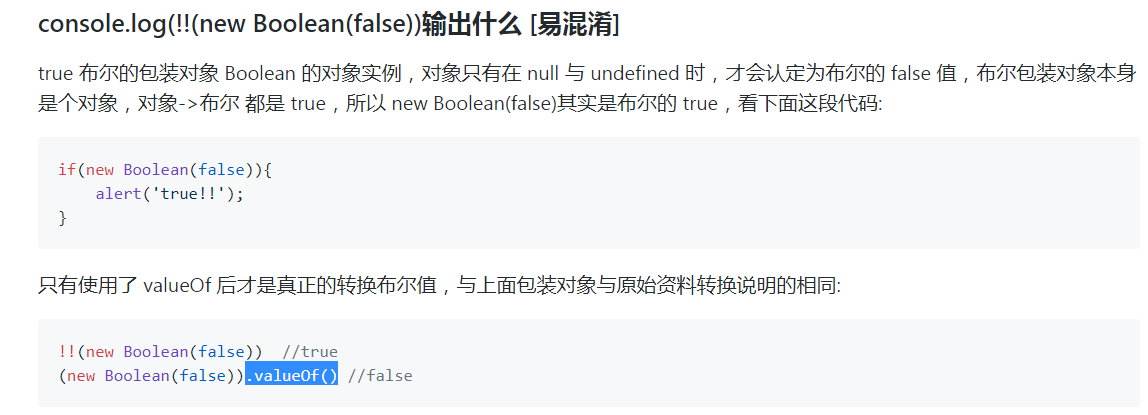 console.log(!!(new Boolean(false))输出什么 [易混淆]
true 布尔的包装对象 Boolean 的对象实例，对象只有在 null 与 undefined 时，才会认定为布尔的 false 值，布尔包装对象本身
是个对象，对象->布尔 都是 true，所以 new Boolean(false)其实是布尔的 true，看下面这段代码:
if(new Boolean(false)){
    alert('true!!');
}
只有使用了 valueOf 后才是真正的转换布尔值，与上面包装对象与原始资料转换说明的相同:
!!(new Boolean(false))  //true
(new Boolean(false)).valueOf() //false